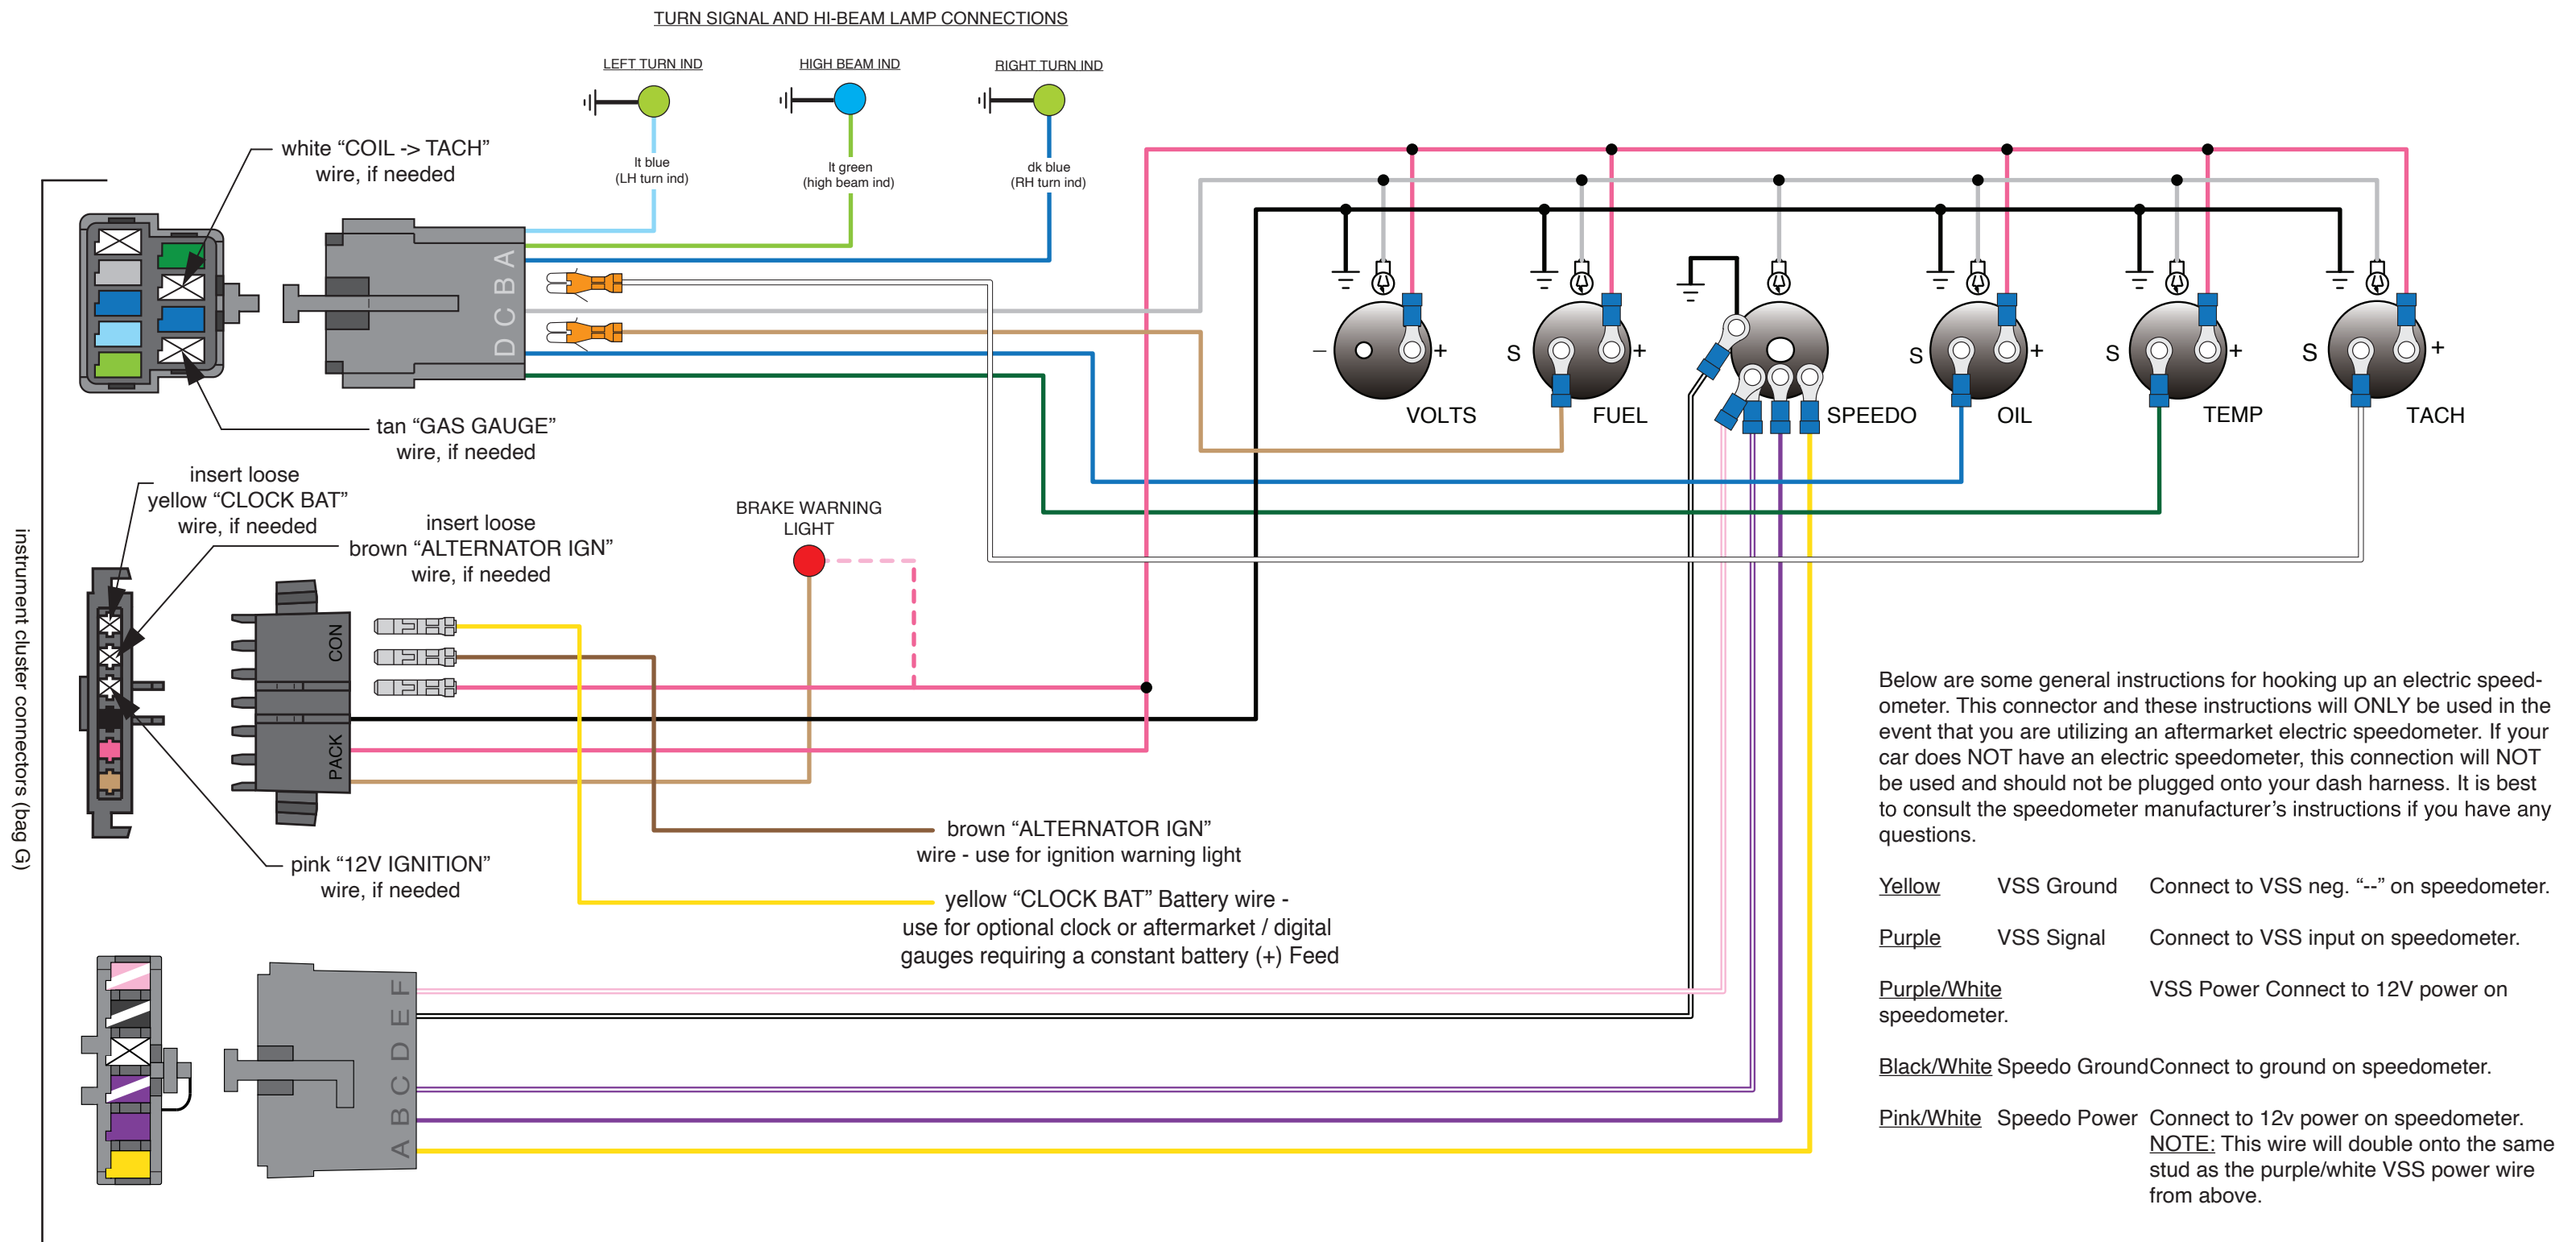 TURN SIGNAL AND HI-BEAM LAMP CONNECTIONS
LEFT TURN IND
HIGH BEAM IND
RIGHT TURN IND
lt blue
(LH turn ind)
lt green
(high beam ind)
dk blue
(RH turn ind)
white “COIL -> TACH”
wire, if needed
D C B A
tan “GAS GAUGE”
wire, if needed
–
+
VOLTS
S
+
FUEL
SPEEDO
S
+
OIL
S
+
TEMP
S
+
TACH
insert loose
yellow “CLOCK BAT”
wire, if needed
insert loose
brown “ALTERNATOR IGN”
wire, if needed
BRAKE WARNING
LIGHT
CON
PACK
instrument cluster connectors (bag G)
pink “12V IGNITION”
wire, if needed
brown “ALTERNATOR IGN”
wire - use for ignition warning light
yellow “CLOCK BAT” Battery wire -
use for optional clock or aftermarket / digital
gauges requiring a constant battery (+) Feed
A B C D E F
Below are some general instructions for hooking up an electric speed-
ometer. This connector and these instructions will ONLY be used in the
event that you are utilizing an aftermarket electric speedometer. If your
car does NOT have an electric speedometer, this connection will NOT
be used and should not be plugged onto your dash harness. It is best
to consult the speedometer manufacturer’s instructions if you have any
questions.
Yellow VSS Ground Connect to VSS neg. “--” on speedometer.
Purple VSS Signal Connect to VSS input on speedometer.
Purple/White VSS Power Connect to 12V power on
speedometer.
Black/White Speedo Ground Connect to ground on speedometer.
Pink/White Speedo Power Connect to 12v power on speedometer.
NOTE: This wire will double onto the same
stud as the purple/white VSS power wire
from above.